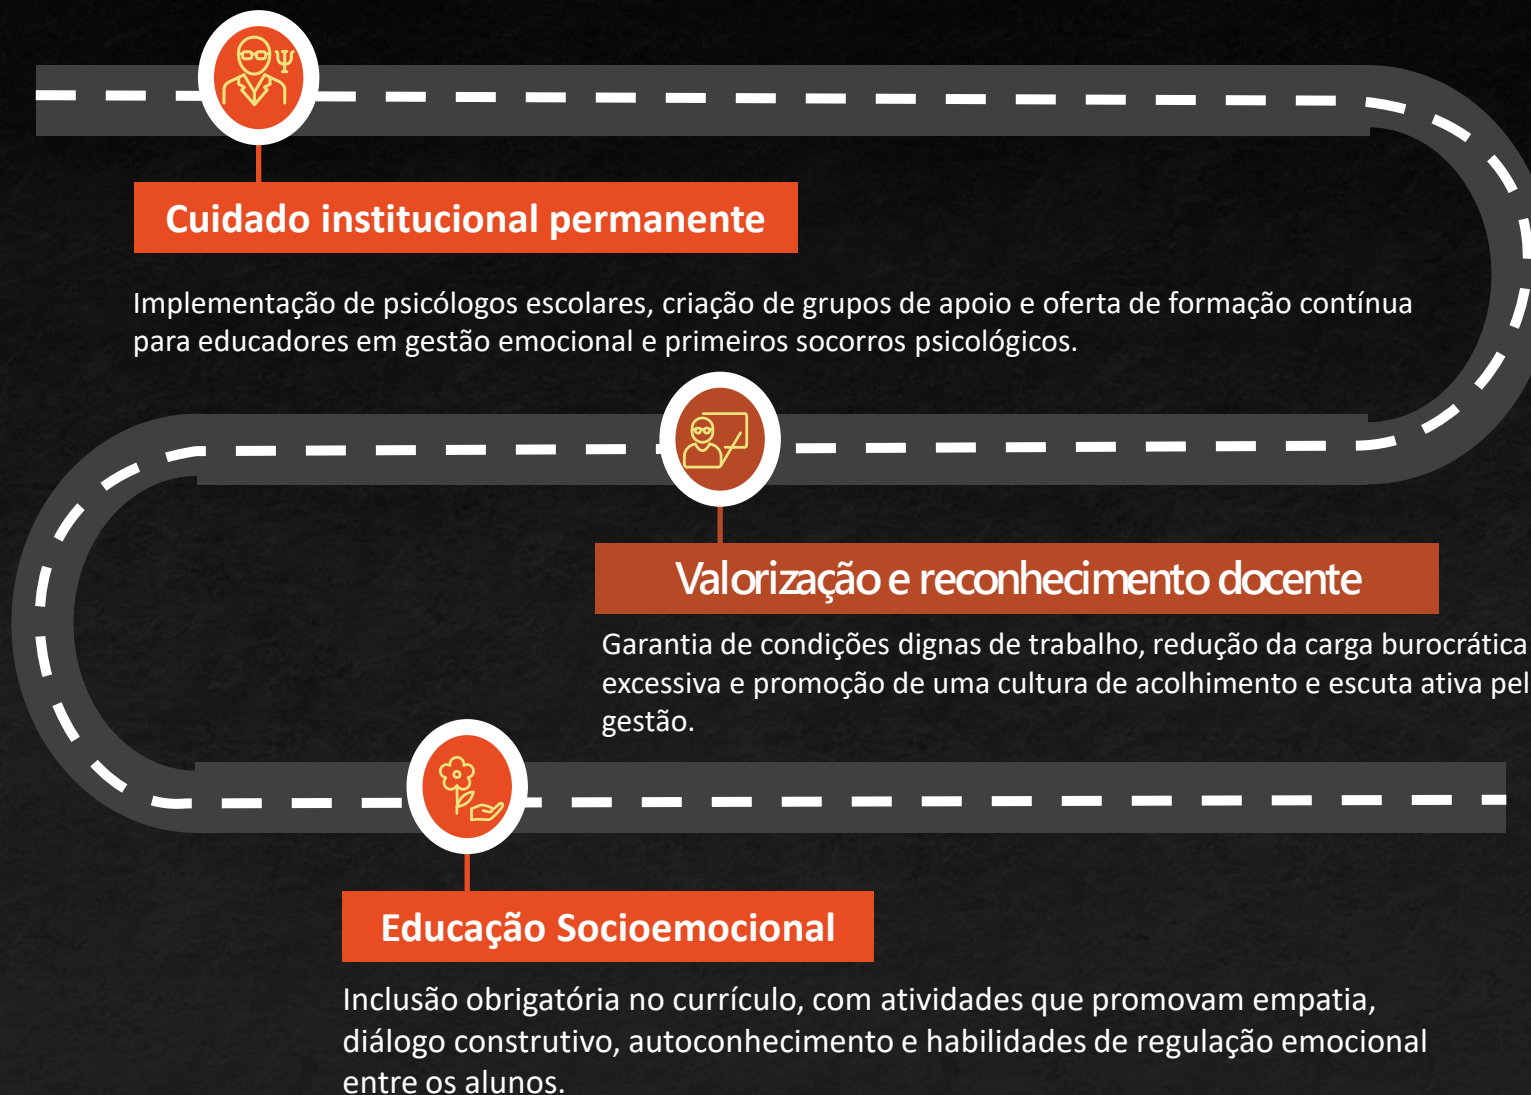 Ψ
Cuidado institucional permanente
Implementação de psicólogos escolares, criação de grupos de apoio e oferta de formação contínua
para educadores em gestão emocional e primeiros socorros psicológicos.
Valorização e reconhecimento docente
Garantia de condições dignas de trabalho, redução da carga burocrática
excessiva e promoção de uma cultura de acolhimento e escuta ativa pel
gestão.
Educação Socioemocional
Inclusão obrigatória no currículo, com atividades que promovam empatia,
diálogo construtivo, autoconhecimento e habilidades de regulação emocional
entre os alunos.